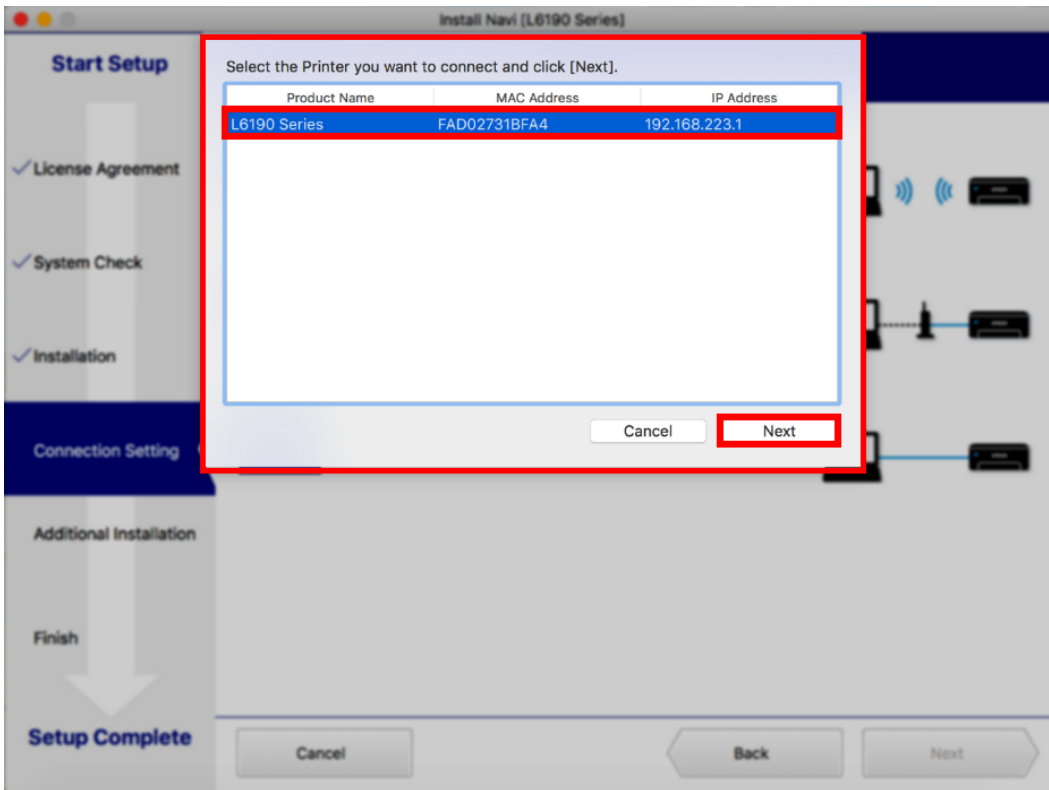 Install Navi [L6190 Series]
Start Setup
License Agreement
System Check
Installation
Connection Setting
Additional Installation
Finish
Setup Complete
Select the Printer you want to connect and click [Next].
Product Name MAC Address IP Address
L6190 Series FAD02731BFA4 192.168.223.1
Cancel Next
Cancel Back Next